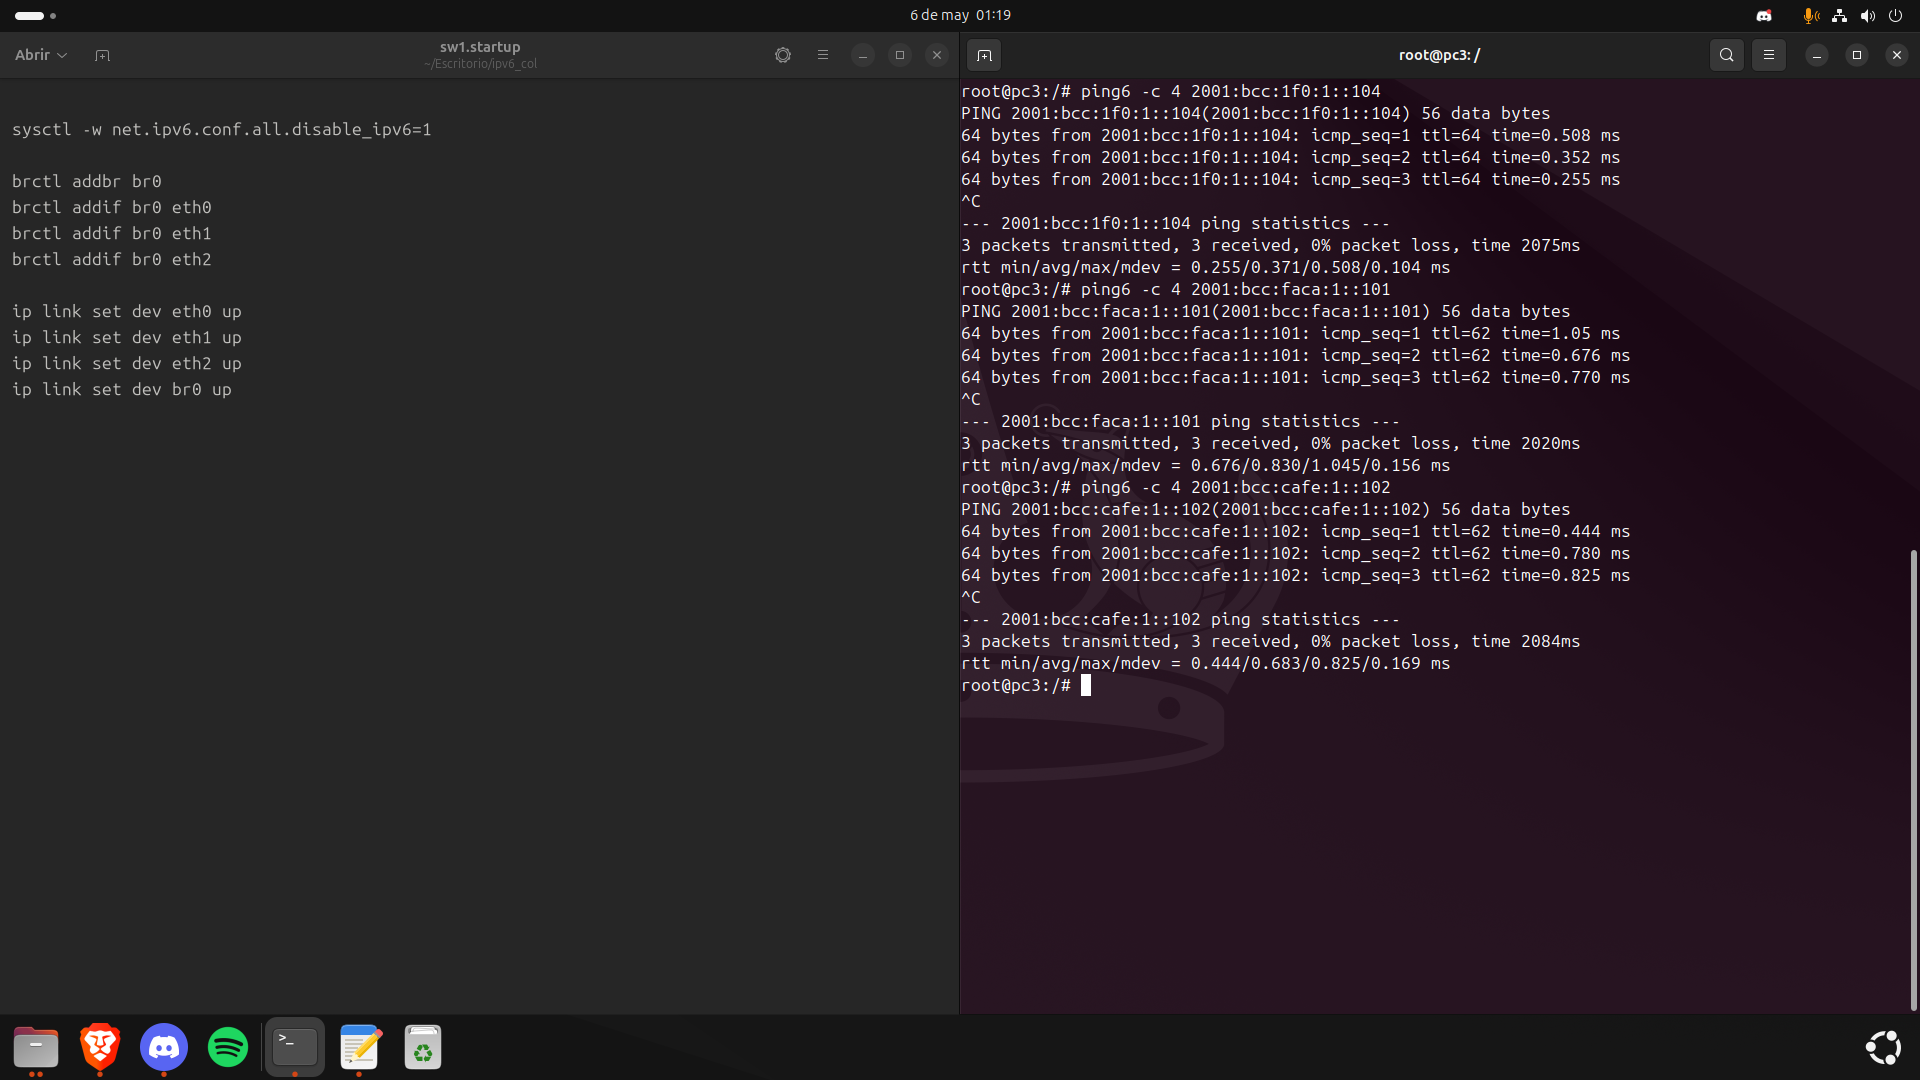 6 de may 01:19
Abrir
sw1.startup
~/Escritorio/ipv6_col
sysctl -w net.ipv6.conf.all.disable_ipv6=1
brctl addbr br0
brctl addif br0 eth0
brctl addif br0 eth1
brctl addif br0 eth2
ip link set dev eth0 up
ip link set dev eth1 up
ip link set dev eth2 up
ip link set dev br0 up
root@pc3: /
root@pc3:/# ping6 -c 4 2001:bcc:1f0:1::104
PING 2001:bcc:1f0:1::104(2001:bcc:1f0:1::104) 56 data bytes
64 bytes from 2001:bcc:1f0:1::104: icmp_seq=1 ttl=64 time=0.508 ms
64 bytes from 2001:bcc:1f0:1::104: icmp_seq=2 ttl=64 time=0.352 ms
64 bytes from 2001:bcc:1f0:1::104: icmp_seq=3 ttl=64 time=0.255 ms
^C
--- 2001:bcc:1f0:1::104 ping statistics ---
3 packets transmitted, 3 received, 0% packet loss, time 2075ms
rtt min/avg/max/mdev = 0.255/0.371/0.508/0.104 ms
root@pc3:/# ping6 -c 4 2001:bcc:faca:1::101
PING 2001:bcc:faca:1::101(2001:bcc:faca:1::101) 56 data bytes
64 bytes from 2001:bcc:faca:1::101: icmp_seq=1 ttl=62 time=1.05 ms
64 bytes from 2001:bcc:faca:1::101: icmp_seq=2 ttl=62 time=0.676 ms
64 bytes from 2001:bcc:faca:1::101: icmp_seq=3 ttl=62 time=0.770 ms
^C
--- 2001:bcc:faca:1::101 ping statistics ---
3 packets transmitted, 3 received, 0% packet loss, time 2020ms
rtt min/avg/max/mdev = 0.676/0.830/1.045/0.156 ms
root@pc3:/# ping6 -c 4 2001:bcc:cafe:1::102
PING 2001:bcc:cafe:1::102(2001:bcc:cafe:1::102) 56 data bytes
64 bytes from 2001:bcc:cafe:1::102: icmp_seq=1 ttl=62 time=0.444 ms
64 bytes from 2001:bcc:cafe:1::102: icmp_seq=2 ttl=62 time=0.780 ms
64 bytes from 2001:bcc:cafe:1::102: icmp_seq=3 ttl=62 time=0.825 ms
^C
--- 2001:bcc:cafe:1::102 ping statistics ---
3 packets transmitted, 3 received, 0% packet loss, time 2084ms
rtt min/avg/max/mdev = 0.444/0.683/0.825/0.169 ms
root@pc3:/#